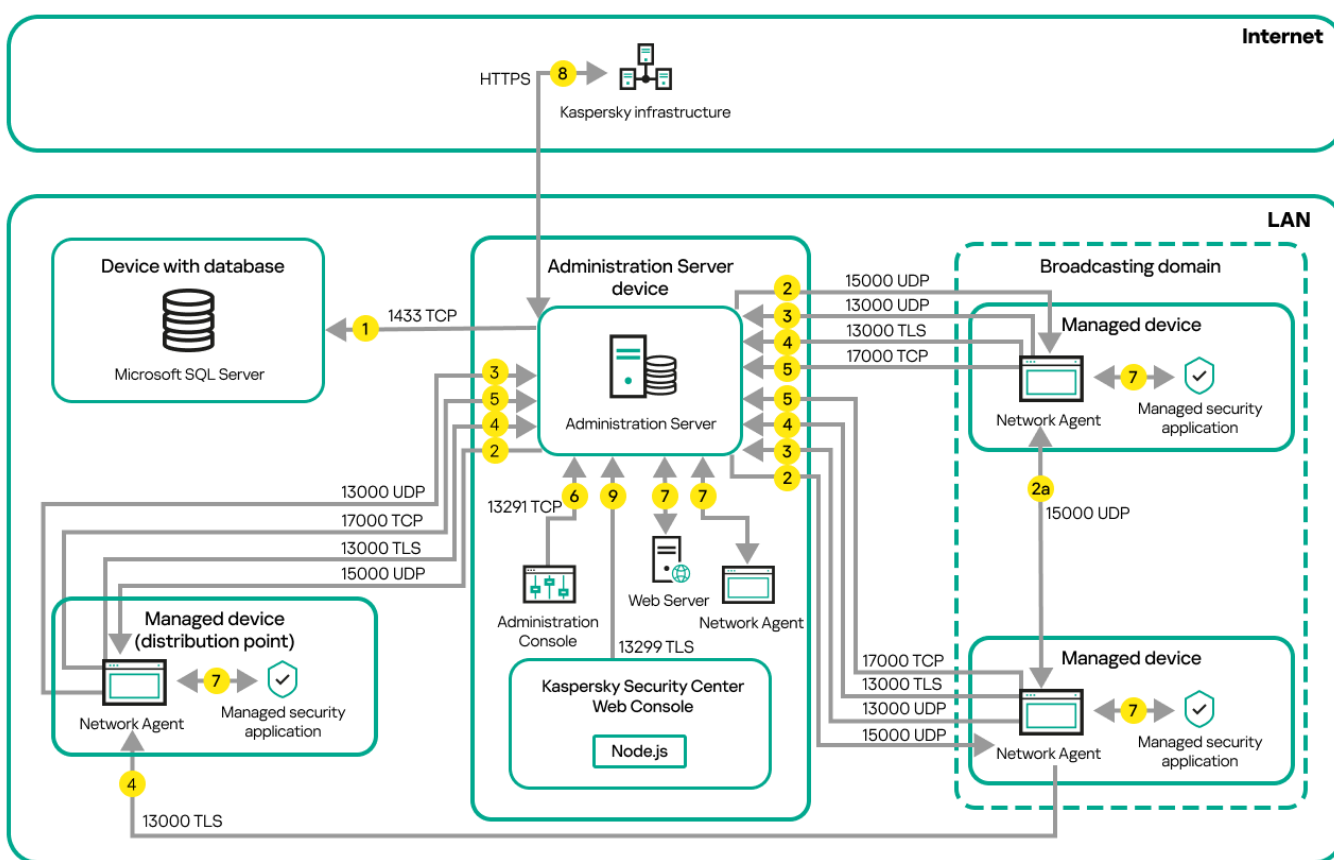 Internet
HTTPS
8
Kaspersky infrastructure
LAN
Device with database
Microsoft SQL Server
1433 TCP
1
Administration Server
device
Administration Server
Broadcasting domain
2
15000 UDP
3
13000 UDP
4
13000 TLS
5
17000 TCP
Managed device
7
Network Agent
Managed security
application
3
5
4
2
13000 UDP
17000 TCP
13000 TLS
15000 UDP
5
4
3
2
2a
15000 UDP
13291 TCP
6
9
7
7
Administration
Console
Web Server
Network Agent
13299 TLS
Kaspersky Security Center
Web Console
Node.js
Managed device
(distribution point)
7
Network Agent
Managed security
application
4
13000 TLS
17000 TCP
13000 TLS
13000 UDP
15000 UDP
Managed device
7
Network Agent
Managed security
application